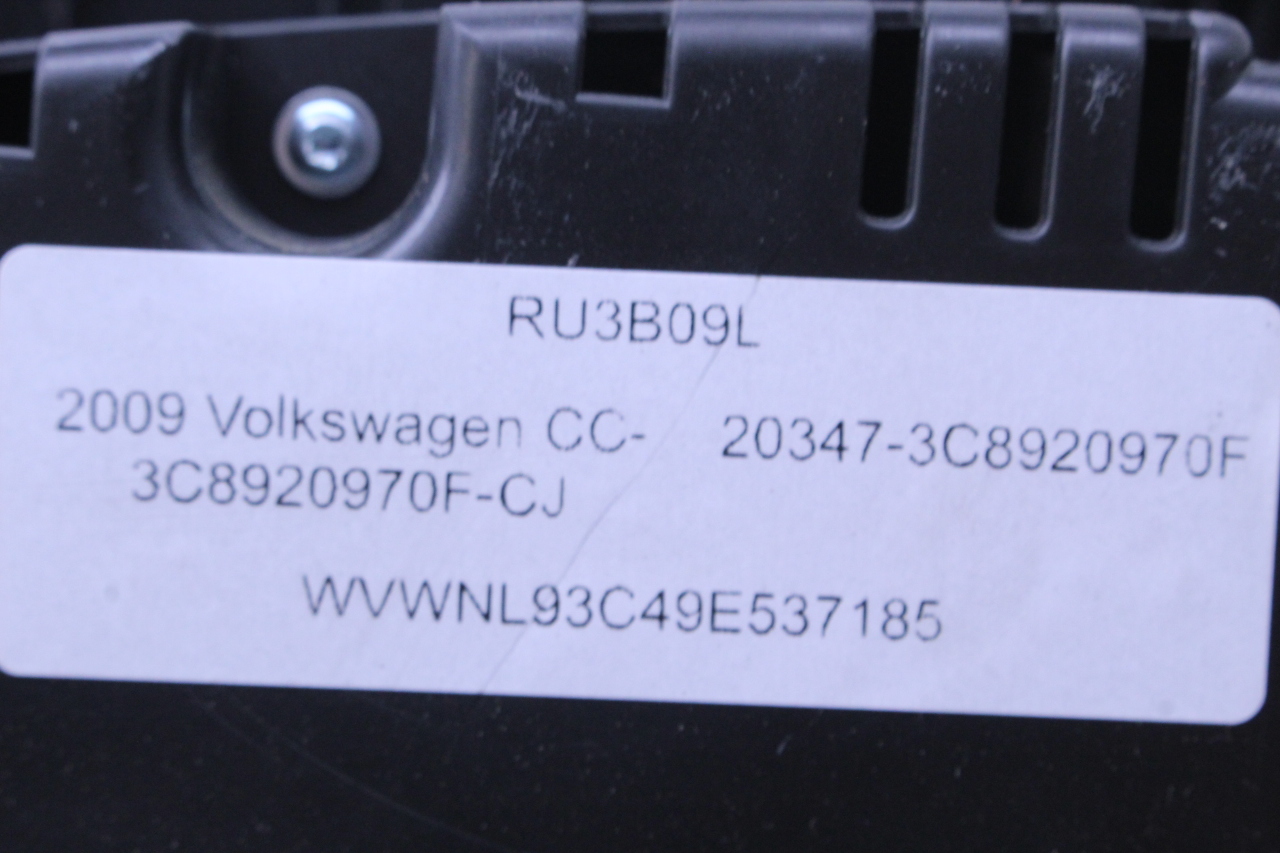 RU3B09L
2009 Volkswagen CC-
3C8920970F-CJ
20347-3C8920970F
WVWNL93C49E537185